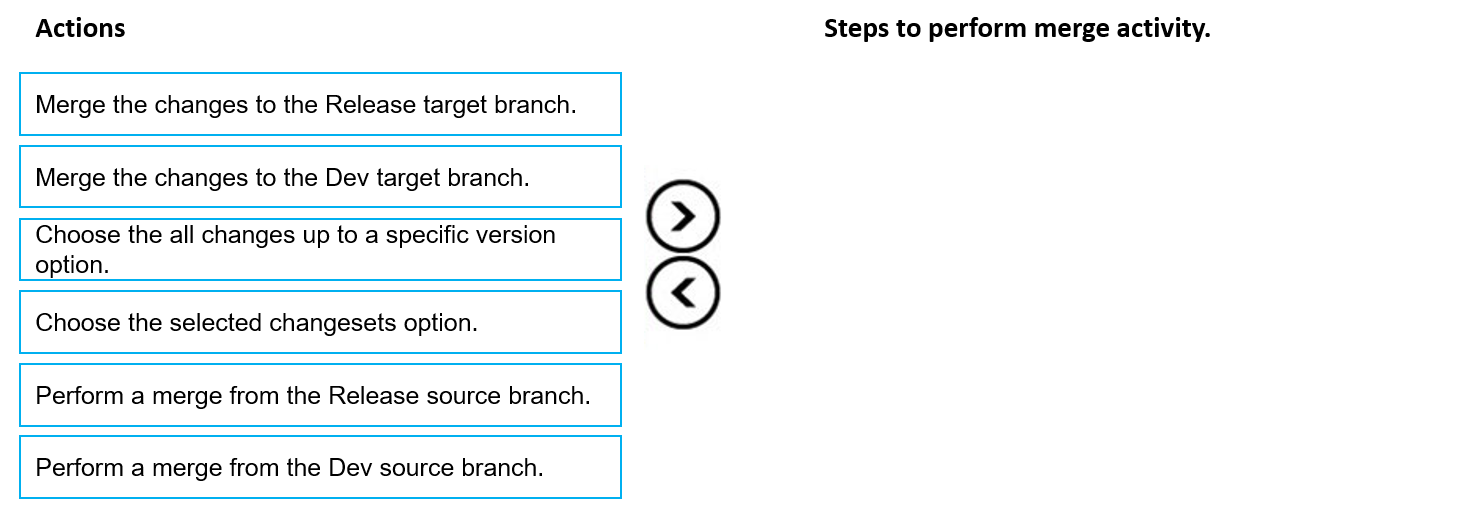 Actions
Steps to perform merge activity.
Merge the changes to the Release target branch.
Merge the changes to the Dev target branch.
Choose the all changes up to a specific version
option.
Choose the selected changesets option.
Perform a merge from the Release source branch.
Perform a merge from the Dev source branch.